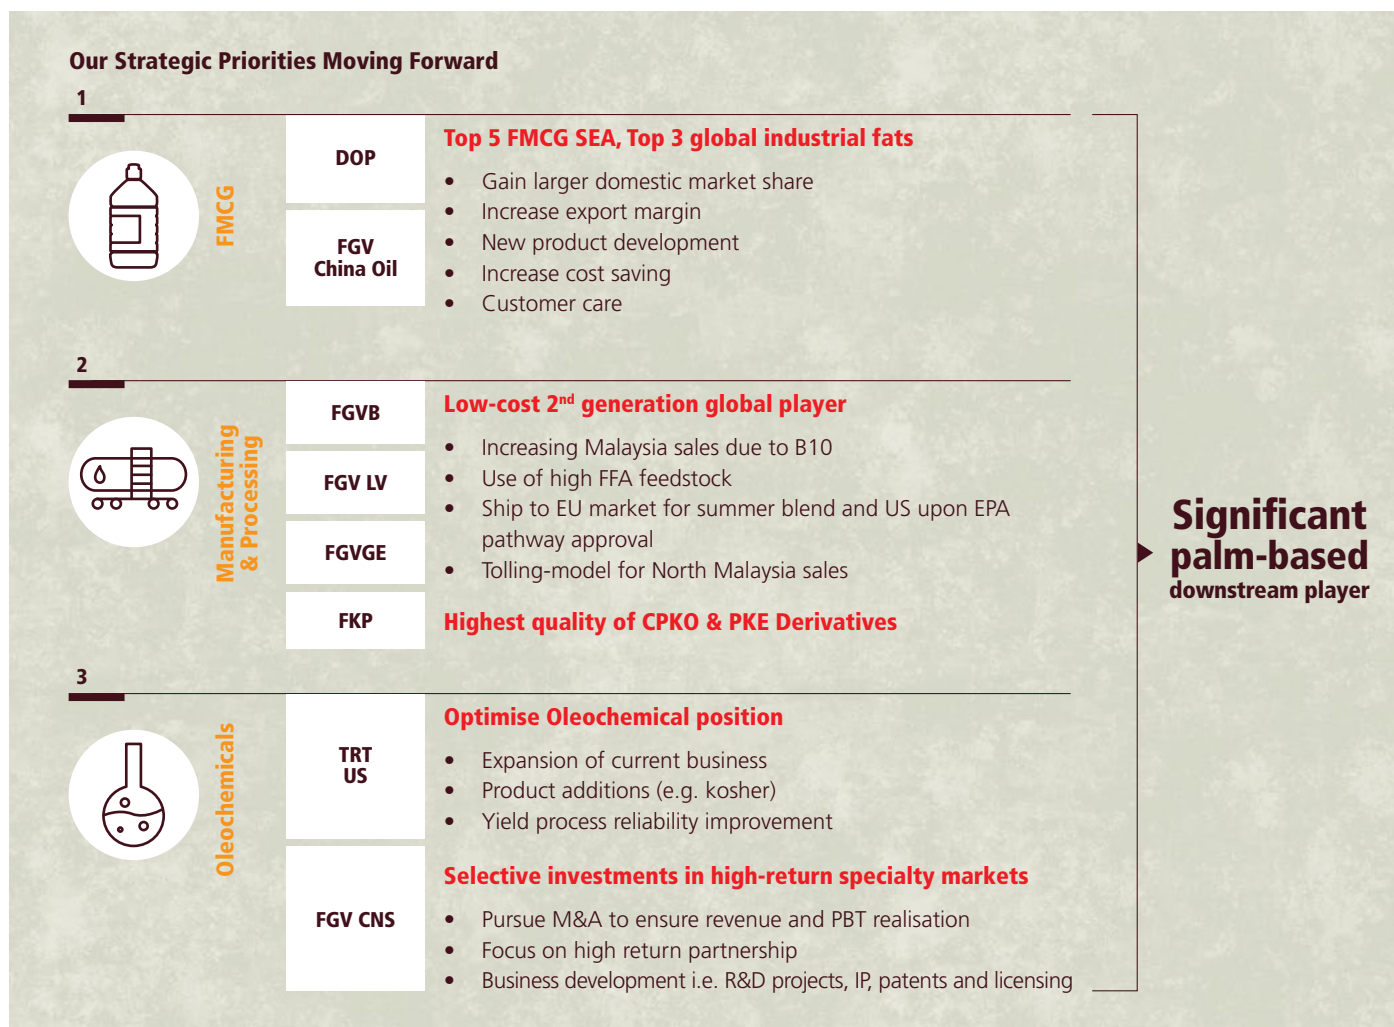 Our Strategic Priorities Moving Forward
1
FMCG
DOP
FGV
China Oil
Top 5 FMCG SEA, Top 3 global industrial fats
• Gain larger domestic market share
• Increase export margin
• New product development
• Increase cost saving
• Customer care
2
Manufacturing
& Processing
FGVB
FGV LV
FGVGE
Low-cost 2nd generation global player
• Increasing Malaysia sales due to B10
• Use of high FFA feedstock
• Ship to EU market for summer blend and US upon EPA
pathway approval
• Tolling-model for North Malaysia sales
FKP
Highest quality of CPKO & PKE Derivatives
3
Oleochemicals
TRT
US
Optimise Oleochemical position
• Expansion of current business
• Product additions (e.g. kosher)
• Yield process reliability improvement
FGV CNS
Selective investments in high-return specialty markets
• Pursue M&A to ensure revenue and PBT realisation
• Focus on high return partnership
• Business development i.e. R&D projects, IP, patents and licensing
Significant
palm-based
downstream player